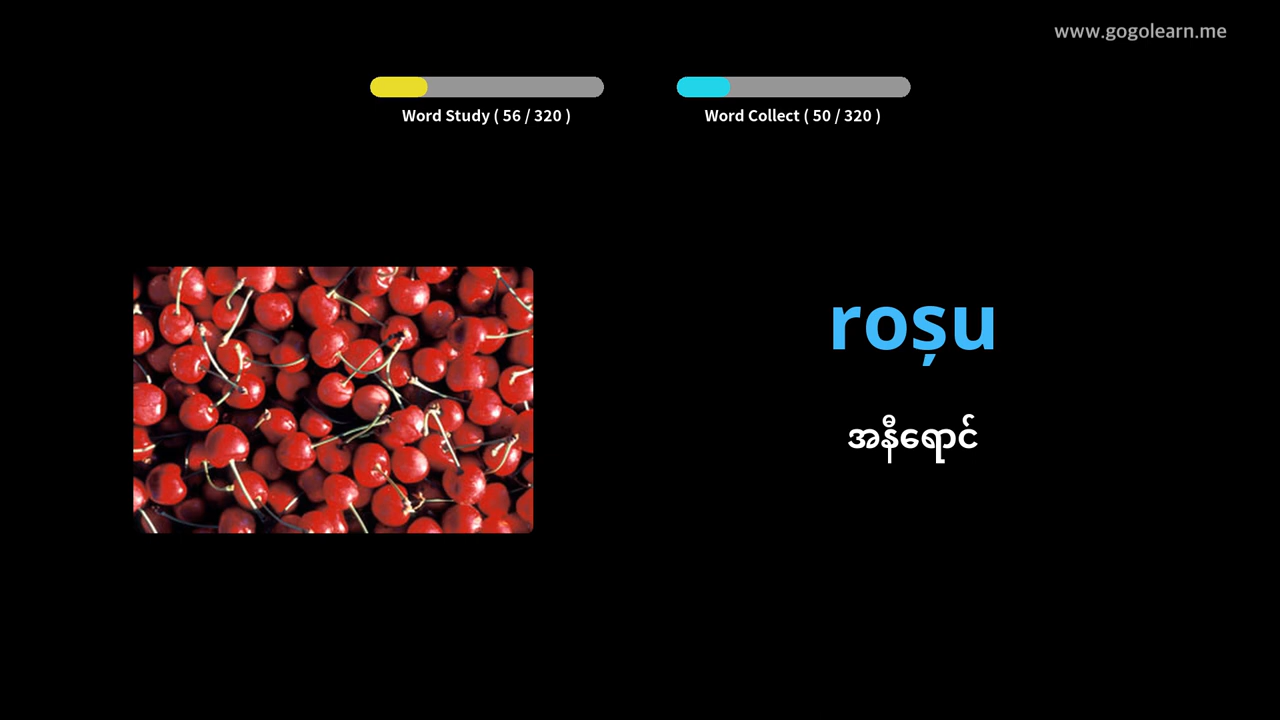 www.gogolearn.me
Word Study ( 56 / 320 )
Word Collect ( 50 / 320 )
roșu
အနီရောင်